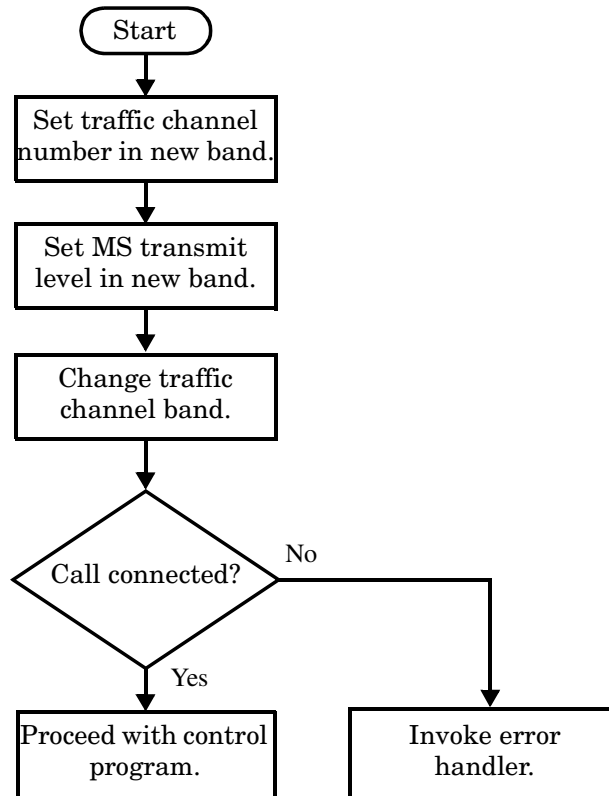 Start
Set traffic channel
number in new band.
Set MS transmit
level in new band.
Change traffic
channel band.
Call connected?
No
Yes
Proceed with control
program.
Invoke error
handler.